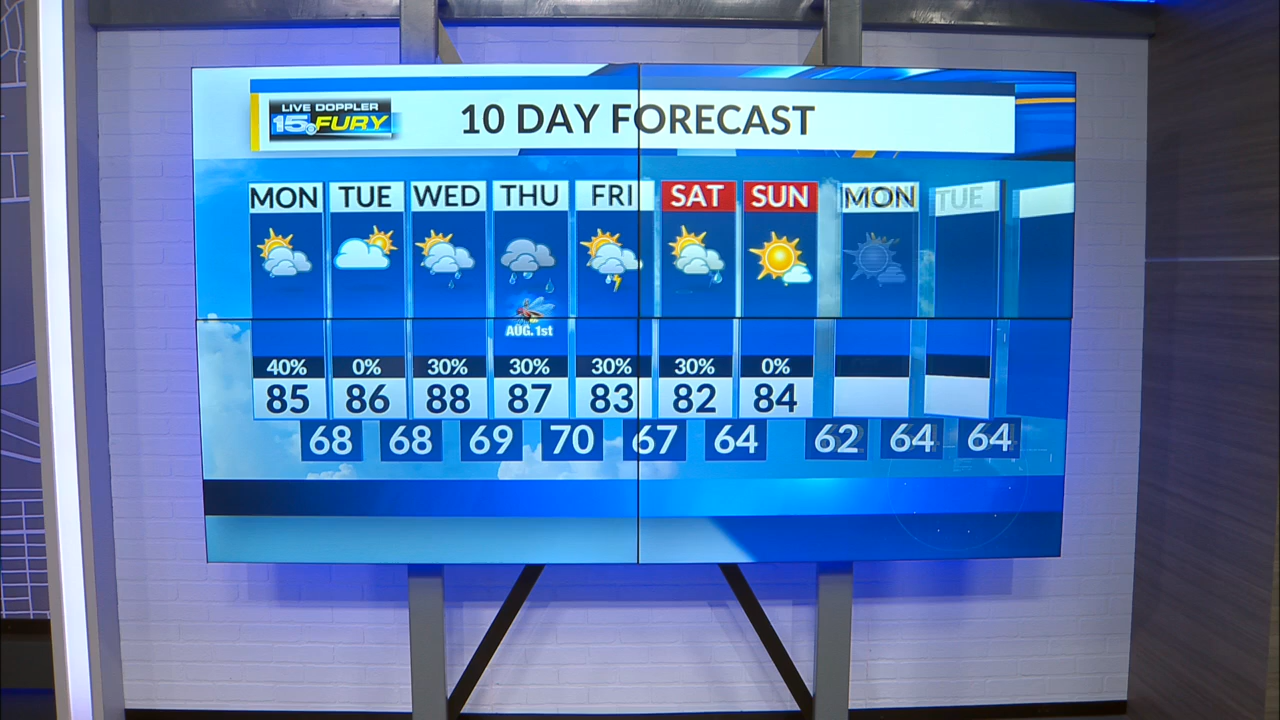 LIVE DOPPLER
15 FURY
10 DAY FORECAST
MON TUE WED THU FRI SAT SUN MON TUE
AUG. 1st
40% 0% 30% 30% 30% 30% 0%
85 86 88 87 83 82 84
68 68 69 70 67 64 62 64 64